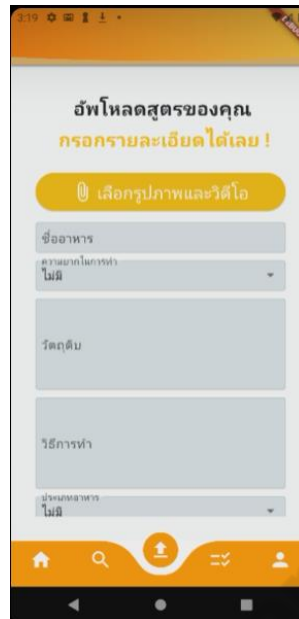 3:19
อัพโหลดสูตรของคุณ
กรอกรายละเอียดได้เลย !
เลือกรูปภาพและวิดีโอ
ชื่ออาหาร
ความยากในการทำ
ไม่มี
วัตถุดิบ
วิธีการทำ
ประเภทอาหาร
ไม่มี